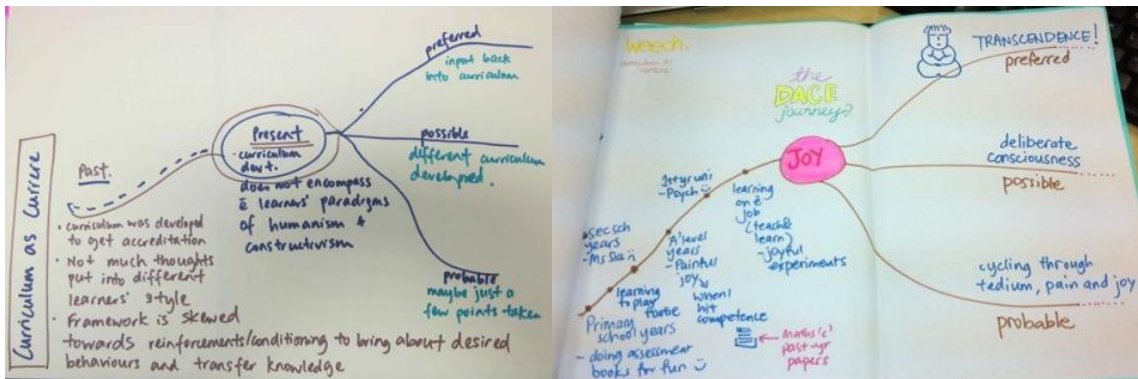 Curriculum as Currere
Past.
• Curriculum was developed
to get accreditation
• Not much thoughts
put into different
learners' style
• Framework is skewed
towards reinforcements/conditioning to bring about desired
behaviours and transfer knowledge
Present
- curriculum
devt.
does not encompass
ē learners' paradigms
of humanism &
constructivism
preferred
input back
into curriculum
possible
different curriculum
developed.
probable
maybe just a
few points taken
weech.
the
DACE
journey?
JOY
TRANSCENDENCE!
preferred
deliberate
consciousness
possible
cycling through
tedium, pain and joy
probable
uni
- Psych
learning
on ē
job
(teach &
learn)
- joyful
experiments
sec sch
years
A'level
years
- Painful
joy
when I
hit
competence
learning
to play
Primary
school years
- doing assessment
books for fun
Maths 'c'
past yr
papers